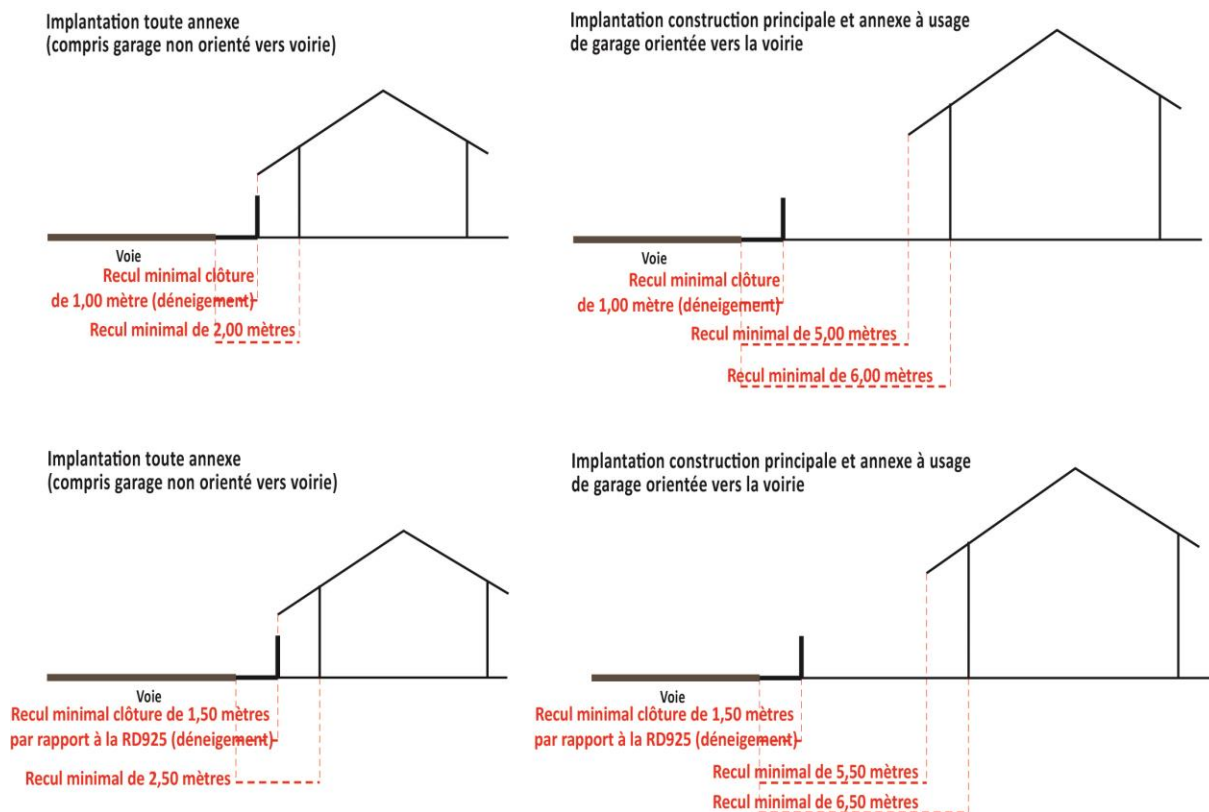 Implantation toute annexe
(compris garage non orienté vers voirie)
Voie
Recul minimal clôture
de 1,00 mètre (déneigement)
Recul minimal de 2,00 mètres
Implantation construction principale et annexe à usage
de garage orientée vers la voirie
Voie
Recul minimal clôture
de 1,00 mètre (déneigement)
Recul minimal de 5,00 mètres
Recul minimal de 6,00 mètres
Implantation toute annexe
(compris garage non orienté vers voirie)
Voie
Recul minimal clôture de 1,50 mètres
par rapport à la RD925 (déneigement)
Recul minimal de 2,50 mètres
Implantation construction principale et annexe à usage
de garage orientée vers la voirie
Voie
Recul minimal clôture de 1,50 mètres
par rapport à la RD925 (déneigement)
Recul minimal de 5,50 mètres
Recul minimal de 6,50 mètres